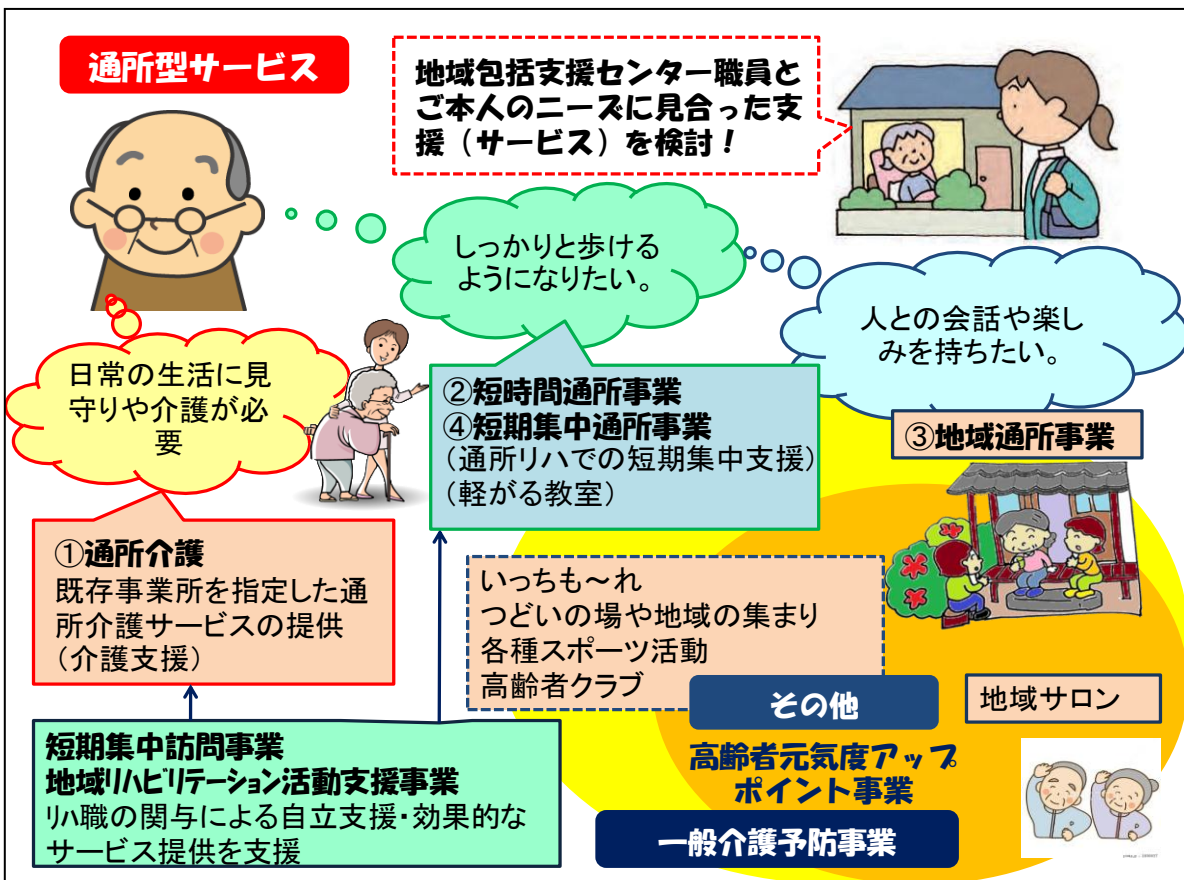 通所型サービス
地域包括支援センター職員と
ご本人のニーズに見合った支
援（サービス）を検討！
しっかりと歩ける
ようになりたい。
人との会話や楽し
みを持ちたい。
日常の生活に見
守りや介護が必
要
②短時間通所事業
④短期集中通所事業
（通所リハでの短期集中支援）
（軽がる教室）
③地域通所事業
①通所介護
既存事業所を指定した通
所介護サービスの提供
（介護支援）
いっちも～れ
つどいの場や地域の集まり
各種スポーツ活動
高齢者クラブ
その他
地域サロン
短期集中訪問事業
地域リハビリテーション活動支援事業
リハ職の関与による自立支援・効果的な
サービス提供を支援
高齢者元気度アップ
ポイント事業
一般介護予防事業